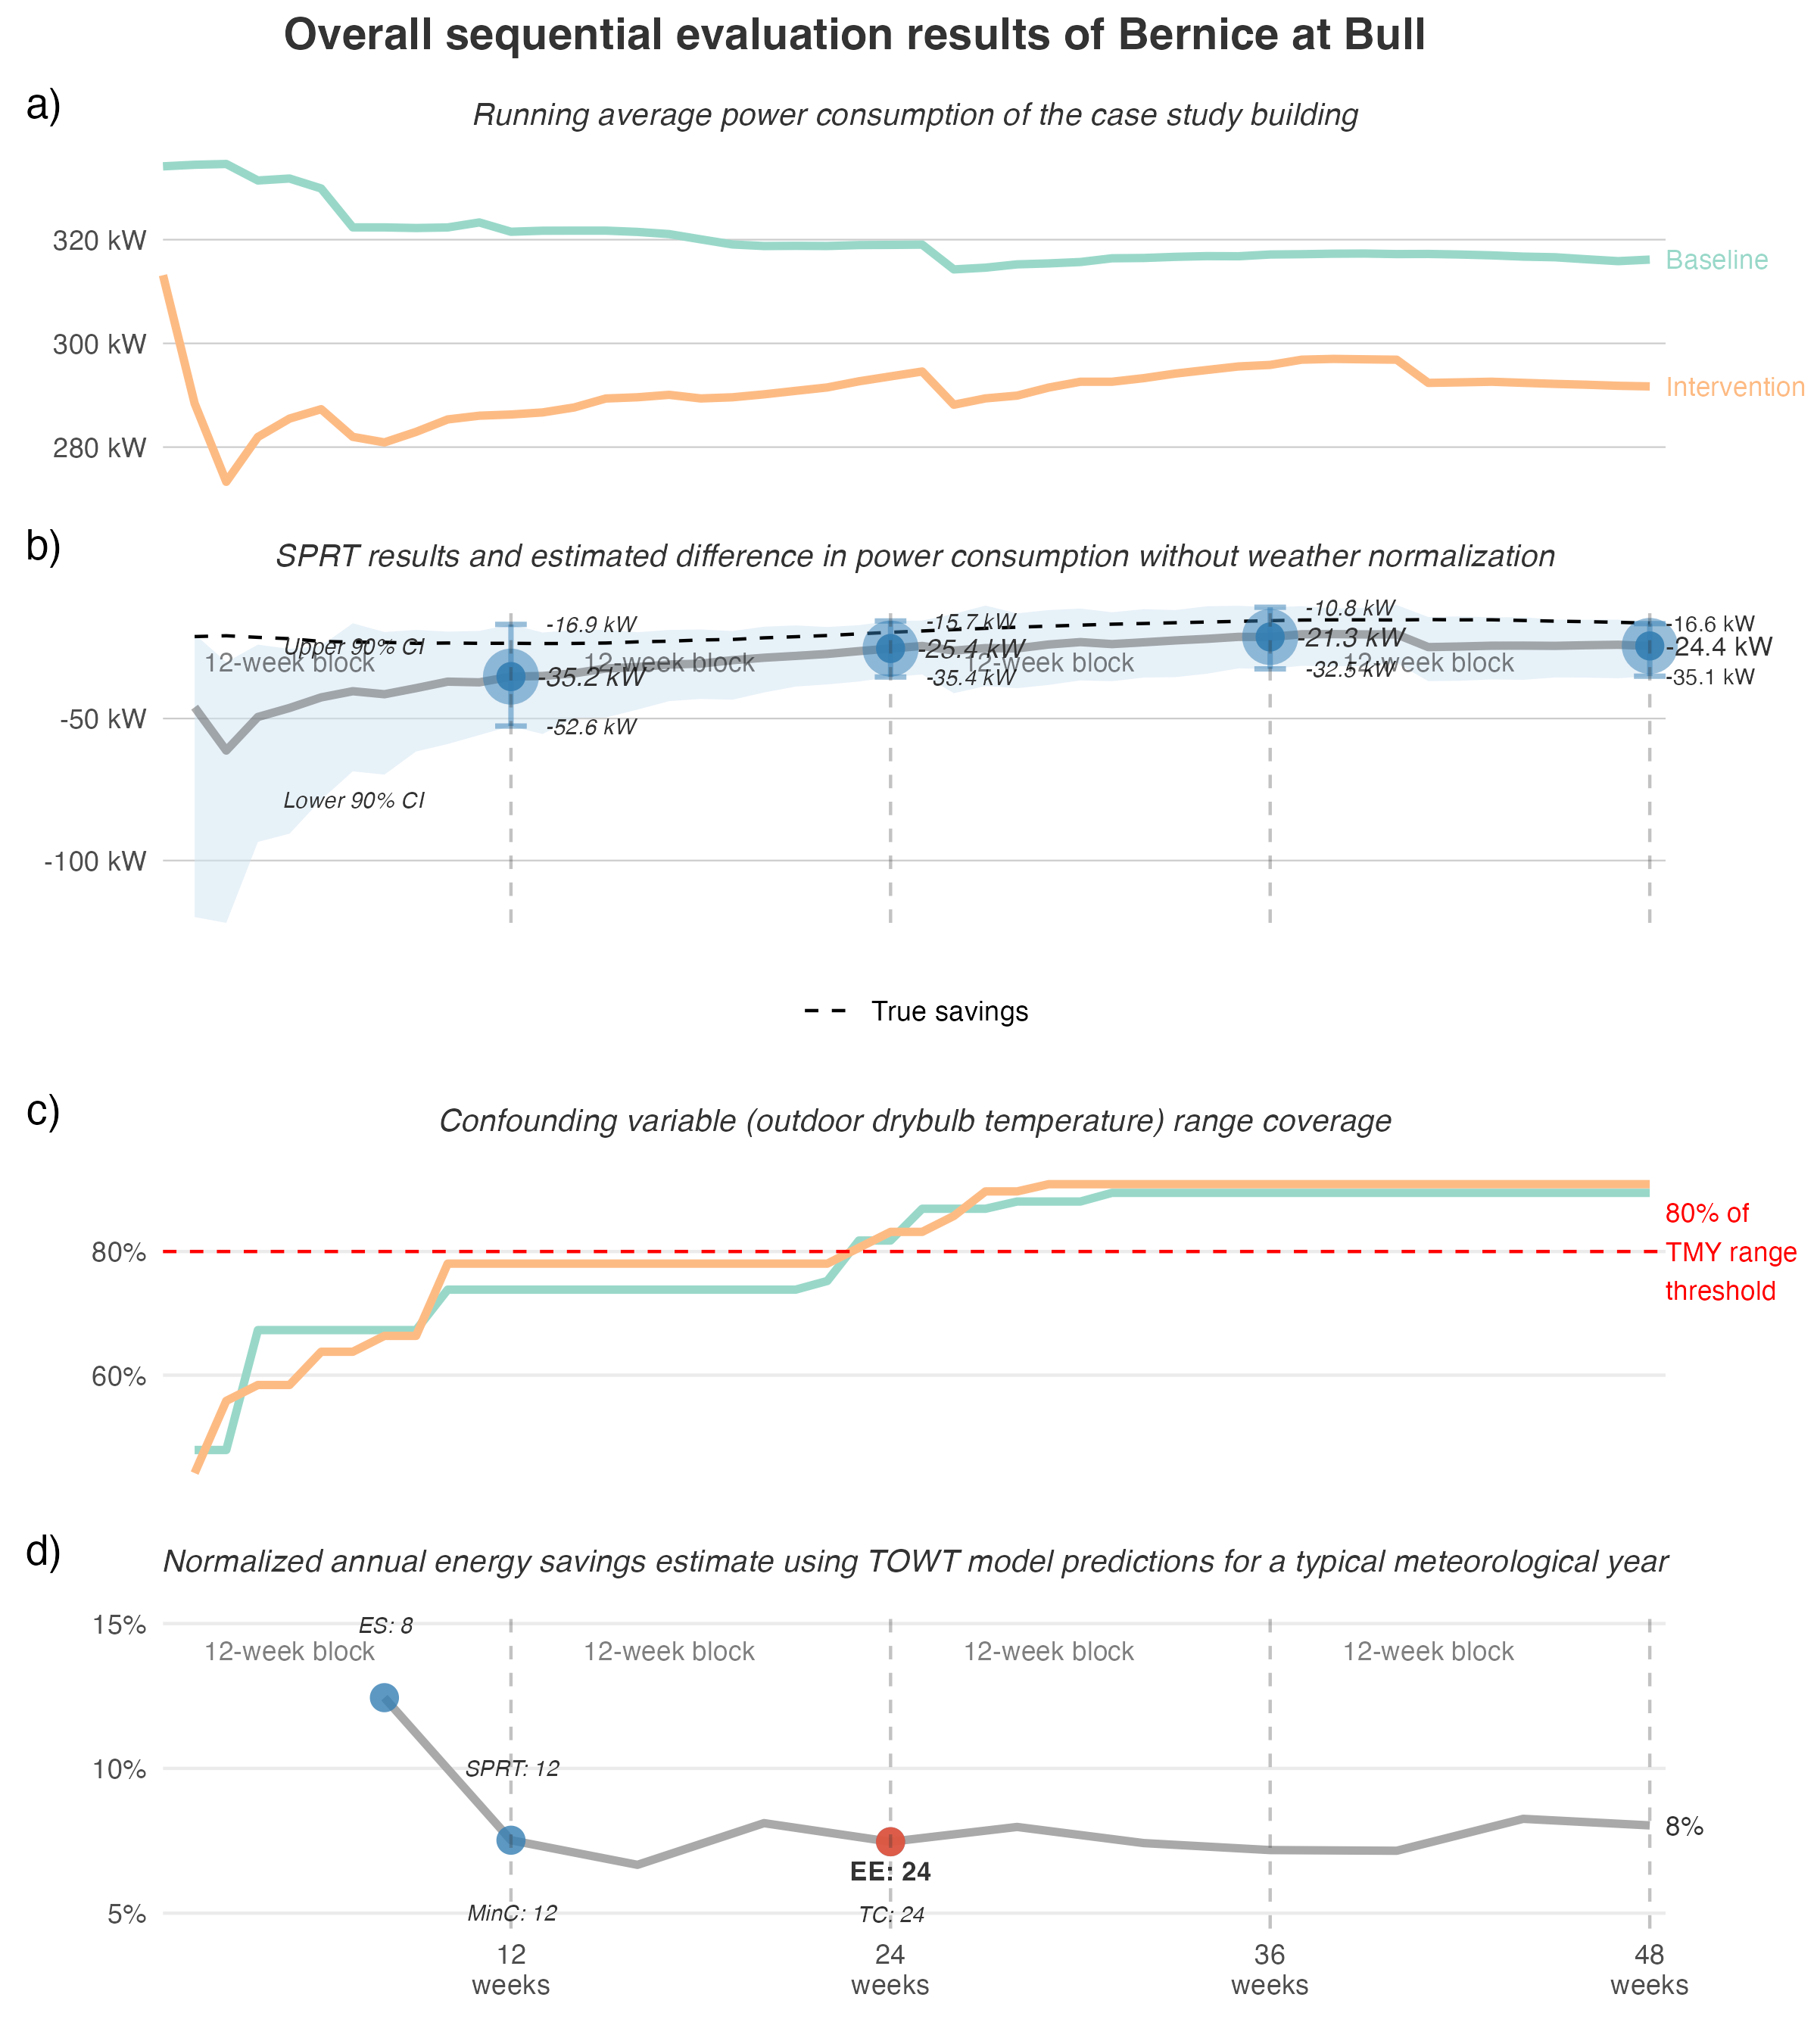 Overall sequential evaluation results of Bernice at Bull
a)
Running average power consumption of the case study building
320 kW
300 kW
280 kW
Baseline
Intervention
b)
SPRT results and estimated difference in power consumption without weather normalization
-50 kW
-100 kW
Upper 90% CI
Lower 90% CI
12-week block
12-week block
12-week block
12-week block
-16.9 kW
-35.2 kW
-52.6 kW
-15.7 kW
-25.4 kW
-35.4 kW
-10.8 kW
-21.3 kW
-32.5 kW
-16.6 kW
-24.4 kW
-35.1 kW
True savings
c)
Confounding variable (outdoor drybulb temperature) range coverage
80%
60%
80% of
TMY range
threshold
d)
Normalized annual energy savings estimate using TOWT model predictions for a typical meteorological year
15%
10%
5%
ES: 8
12-week block
12-week block
12-week block
12-week block
SPRT: 12
MinC: 12
EE: 24
TC: 24
8%
12
weeks
24
weeks
36
weeks
48
weeks